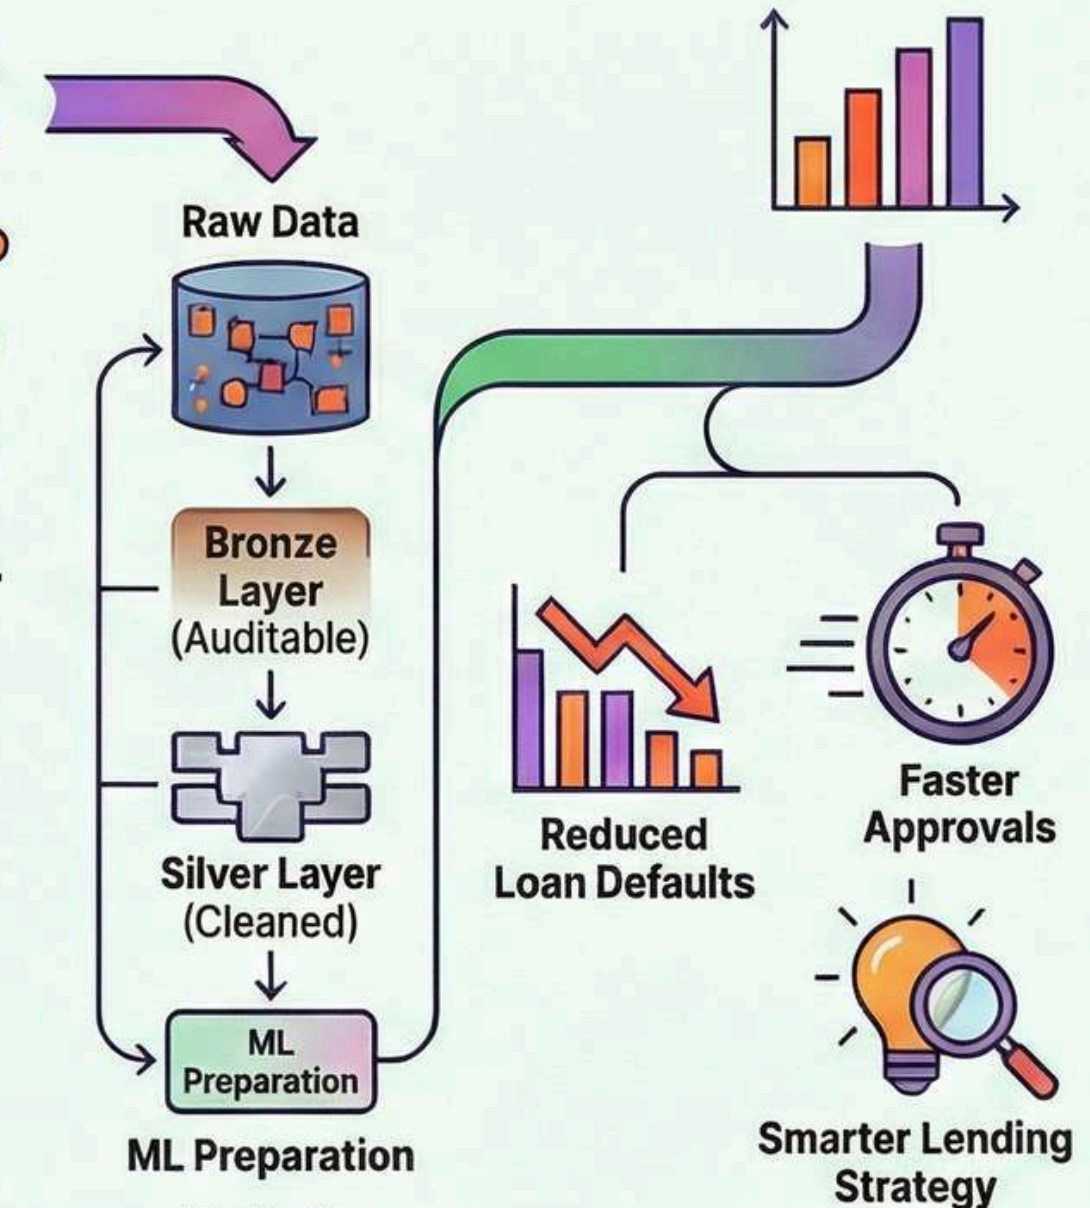 Raw Data
Bronze
Layer
(Auditable)
Silver Layer
(Cleaned)
ML
Preparation
ML Preparation
Reduced
Loan Defaults
Faster
Approvals
Smarter Lending
Strategy